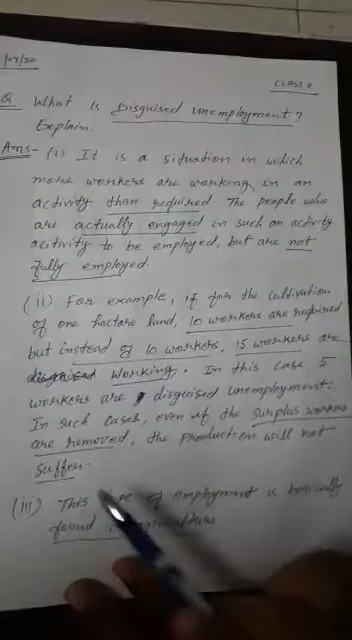 /07/20
CLASS X
Q What is Disguised unemployment?
Explain.
Ans- (i) It is a situation in which
more workers are working in an
activity than required. The people who
are actually engaged in such an activity
activity to be employed, but are not
fully employed.
(ii) For example, if for the cultivation
of one factare land, 10 workers are required
but instead of 10 workers, 15 workers are
working. In this case, 5
workers are disguised unemployment.
In such cases, even if the surplus workers
are removed, the production will not
suffer.
(iii) This of employment is basically
found